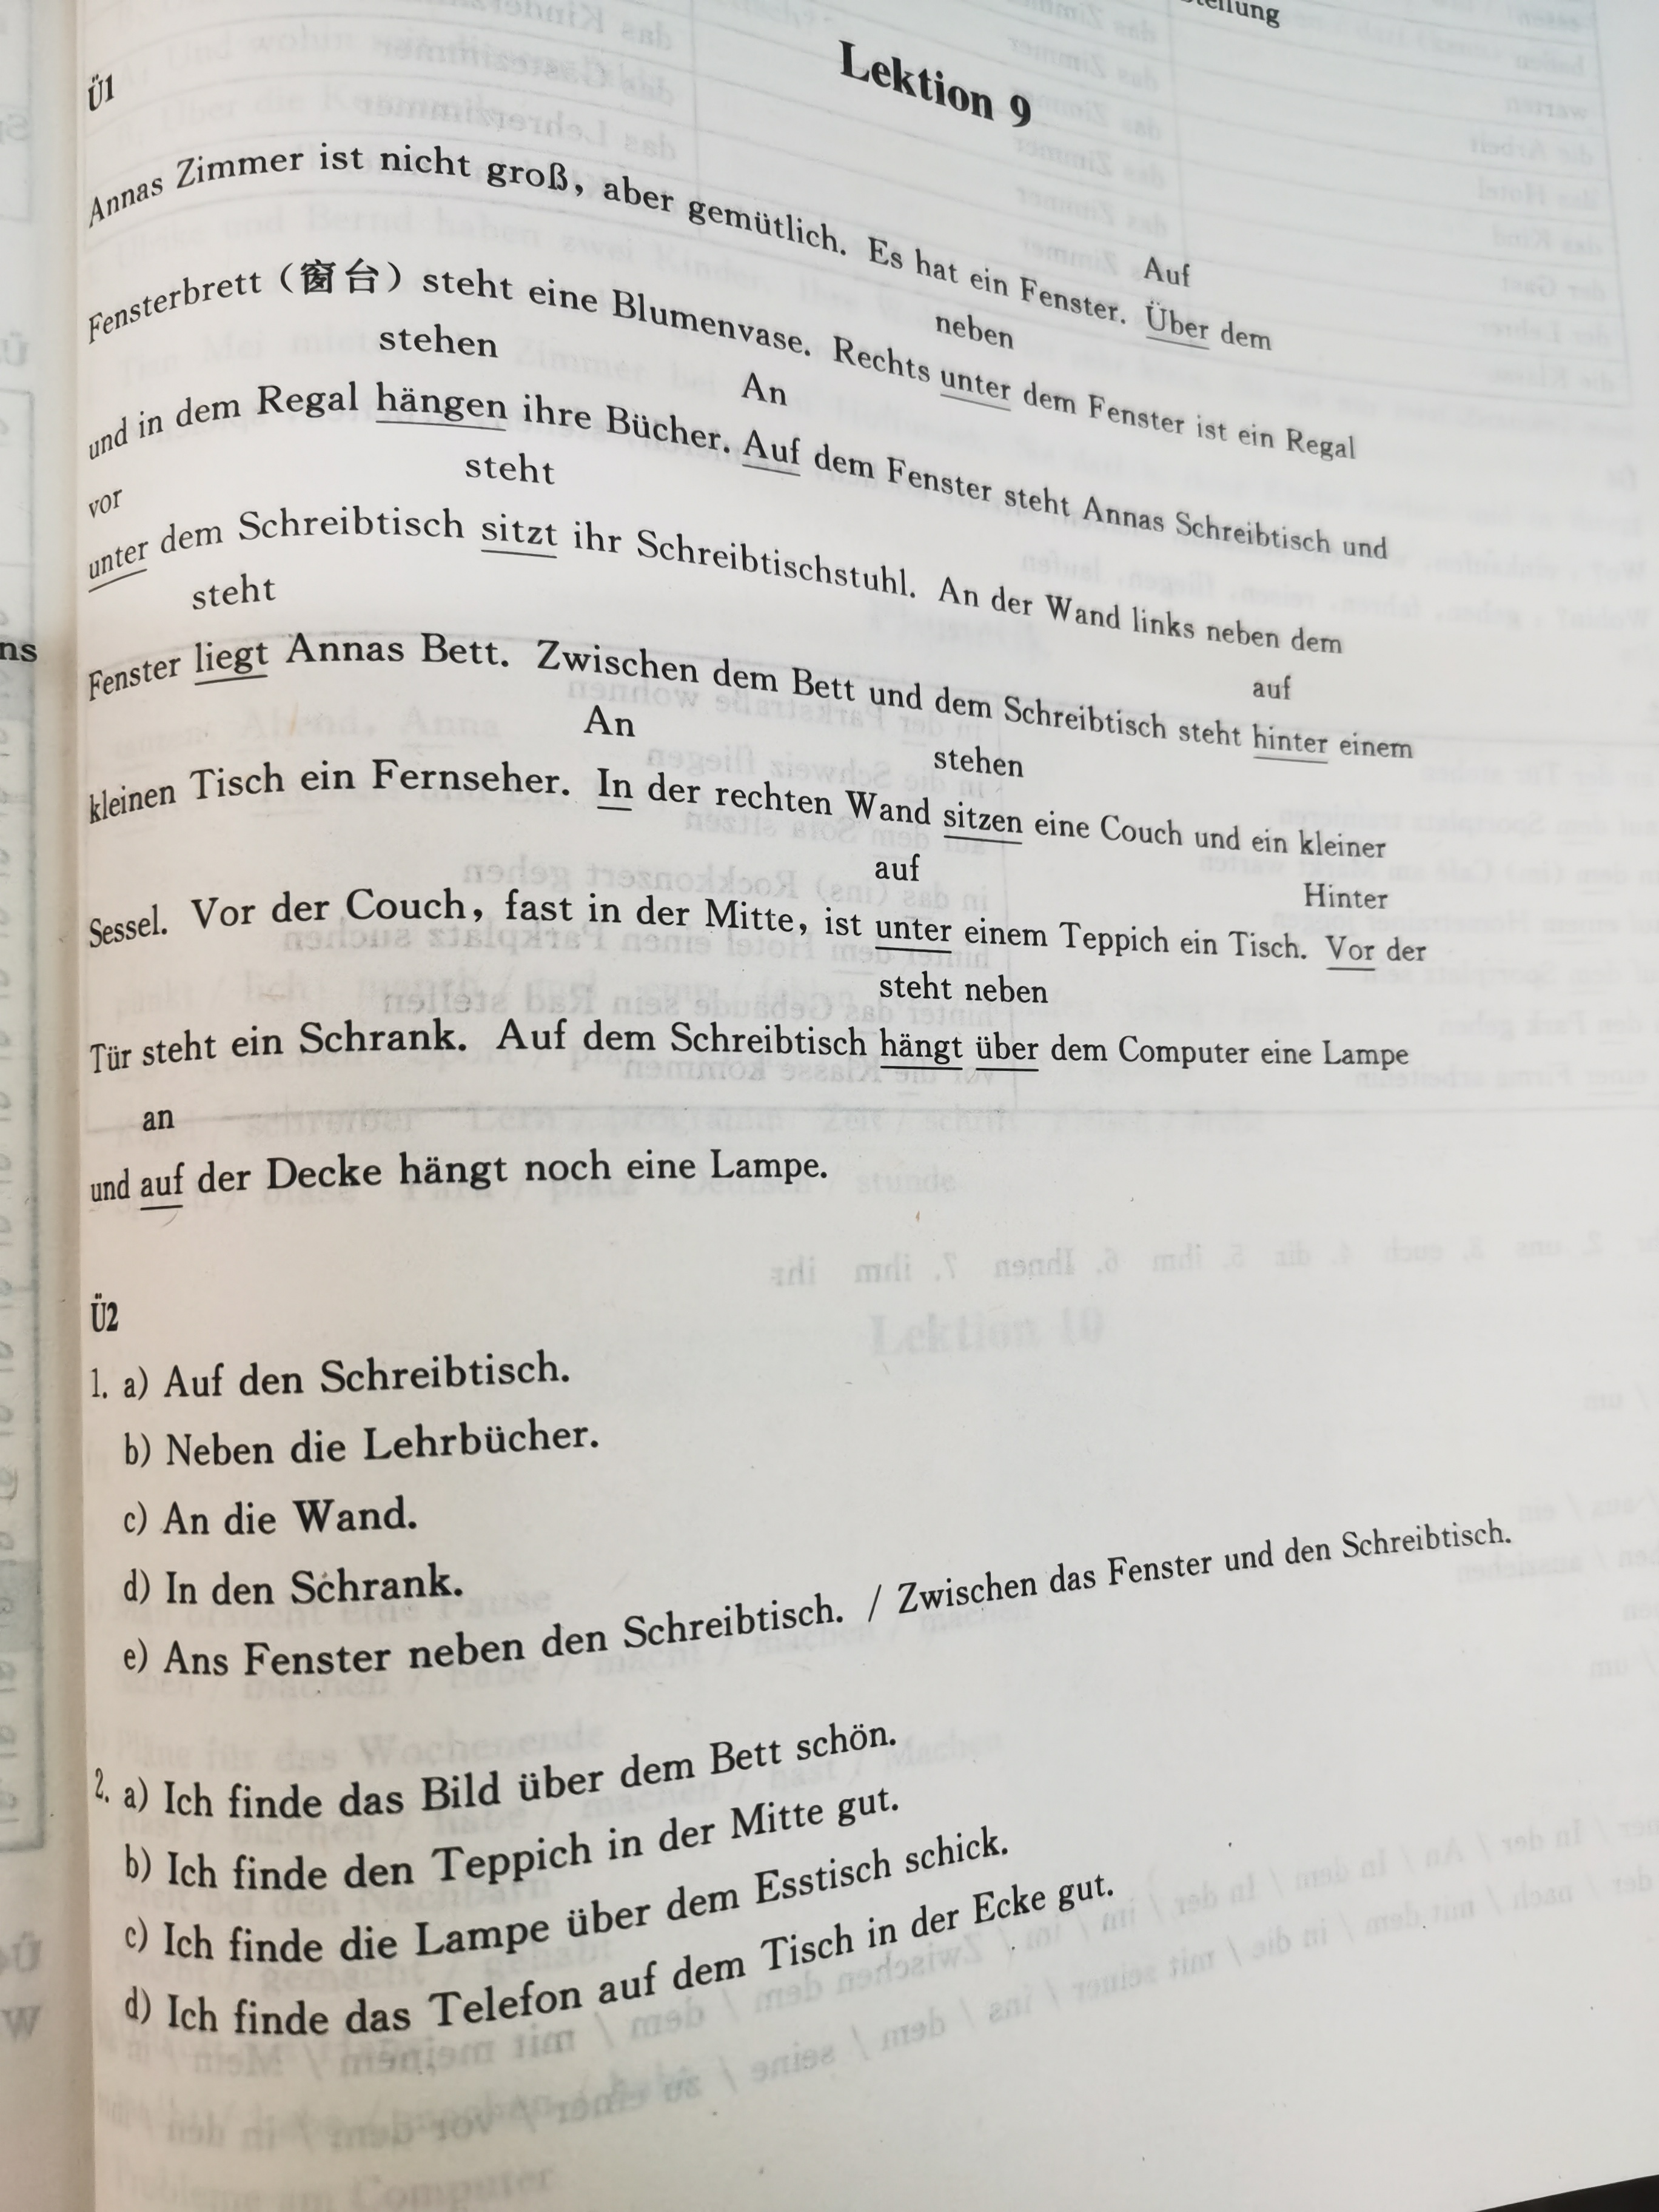 ellung
Lektion 9
Ü1
Annas Zimmer ist nicht groß, aber gemütlich. Es hat ein Fenster. Über dem
Auf
Fensterbrett (窗台) steht eine Blumenvase. Rechts unter dem Fenster ist ein Regal
neben
und in dem Regal hängen ihre Bücher. Auf dem Fenster steht Annas Schreibtisch und
stehen An
unter dem Schreibtisch sitzt ihr Schreibtischstuhl. An der Wand links neben dem
vor steht
Fenster liegt Annas Bett. Zwischen dem Bett und dem Schreibtisch steht hinter einem
steht auf
kleinen Tisch ein Fernseher. In der rechten Wand sitzen eine Couch und ein kleiner
An stehen
Sessel. Vor der Couch, fast in der Mitte, ist unter einem Teppich ein Tisch. Vor der
auf Hinter
Tür steht ein Schrank. Auf dem Schreibtisch hängt über dem Computer eine Lampe
steht neben
und auf der Decke hängt noch eine Lampe.
an
Ü2
1. a) Auf den Schreibtisch.
b) Neben die Lehrbücher.
c) An die Wand.
d) In den Schrank.
e) Ans Fenster neben den Schreibtisch. / Zwischen das Fenster und den Schreibtisch.
2. a) Ich finde das Bild über dem Bett schön.
b) Ich finde den Teppich in der Mitte gut.
c) Ich finde die Lampe über dem Esstisch schick.
d) Ich finde das Telefon auf dem Tisch in der Ecke gut.
ns